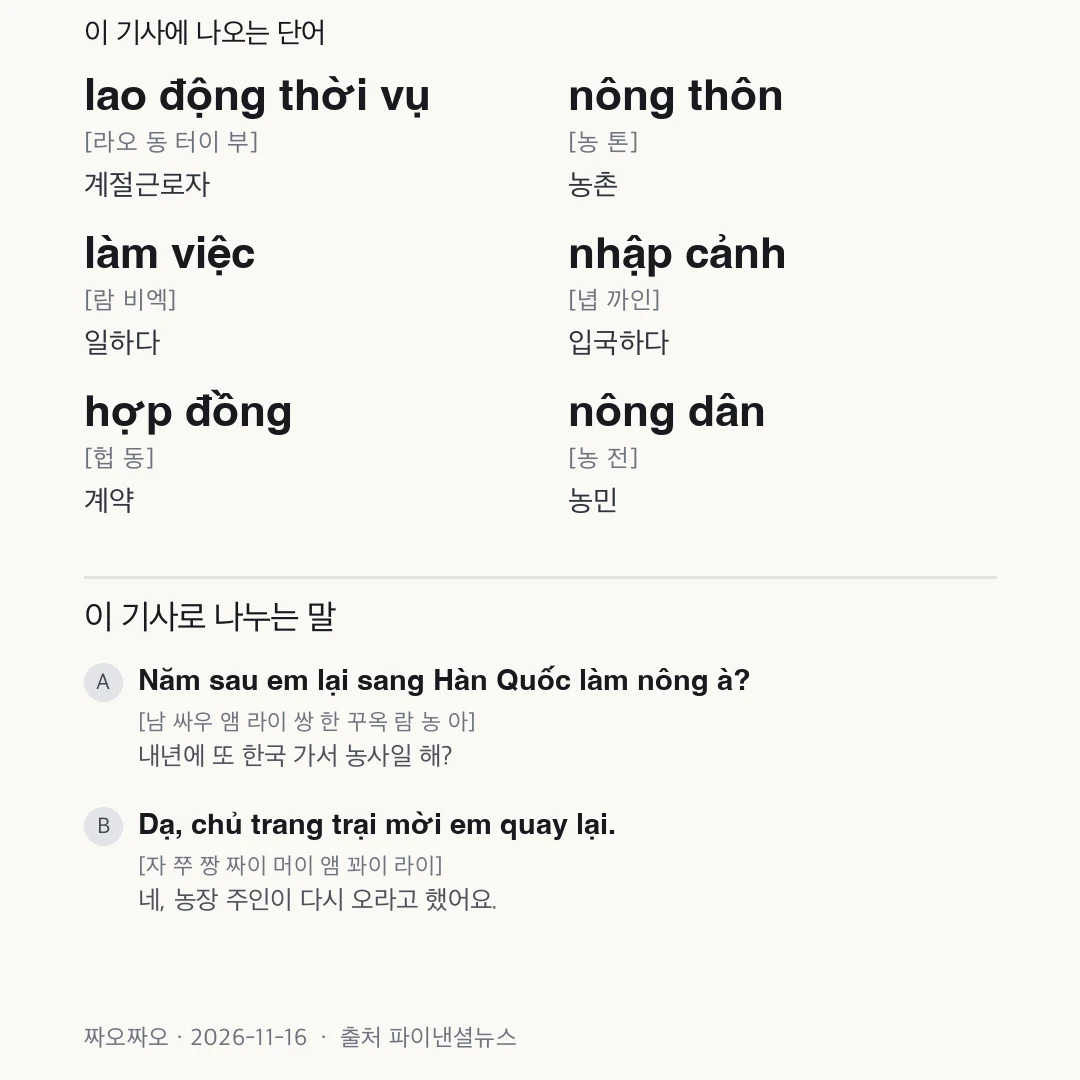 이 기사에 나오는 단어
lao động thời vụ
[라오 동 터이 부]
계절근로자
nông thôn
[농 톤]
농촌
làm việc
[람 비엑]
일하다
nhập cảnh
[녑 까인]
입국하다
hợp đồng
[헙 동]
계약
nông dân
[농 전]
농민
이 기사로 나누는 말
A Năm sau em lại sang Hàn Quốc làm nông à?
[남 싸우 앰 라이 쌍 한 꾸옥 람 농 아]
내년에 또 한국 가서 농사일 해?
B Dạ, chủ trang trại mời em quay lại.
[자 쭈 짱 짜이 머이 앰 꽈이 라이]
네, 농장 주인이 다시 오라고 했어요.
짜오짜오 · 2026-11-16 · 출처 파이낸셜뉴스